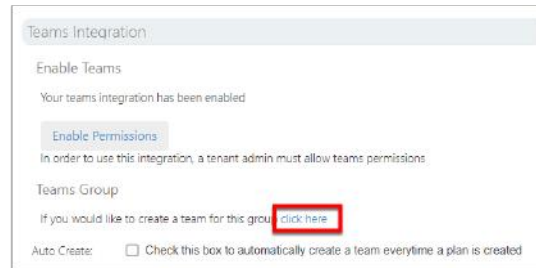 Teams Integration
Enable Teams
Your teams integration has been enabled
Enable Permissions
In order to use this integration, a tenant admin must allow teams permissions
Teams Group
If you would like to create a team for this group click here
Auto Create: Check this box to automatically create a team everytime a plan is created